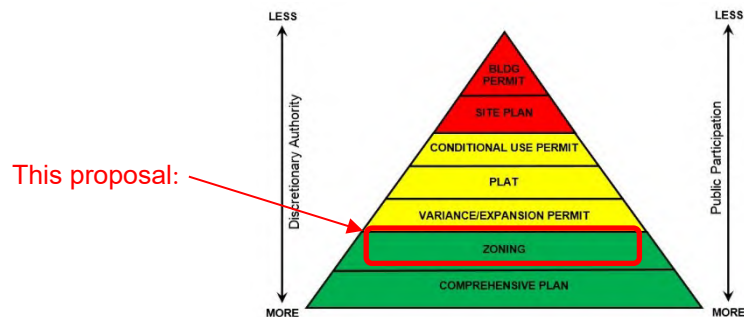 LESS
LESS
BLDG
PERMIT
SITE PLAN
CONDITIONAL USE PERMIT
PLAT
VARIANCE/EXPANSION PERMIT
ZONING
COMPREHENSIVE PLAN
Discretionary Authority
Public Participation
This proposal:
MORE
MORE